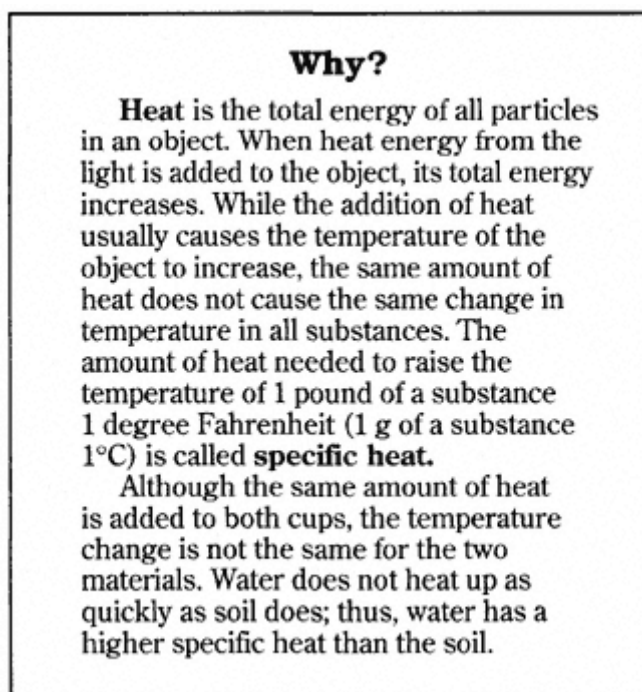 Why?
Heat is the total energy of all particles
in an object. When heat energy from the
light is added to the object, its total energy
increases. While the addition of heat
usually causes the temperature of the
object to increase, the same amount of
heat does not cause the same change in
temperature in all substances. The
amount of heat needed to raise the
temperature of 1 pound of a substance
1 degree Fahrenheit (1 g of a substance
1°C) is called specific heat.
Although the same amount of heat
is added to both cups, the temperature
change is not the same for the two
materials. Water does not heat up as
quickly as soil does; thus, water has a
higher specific heat than the soil.